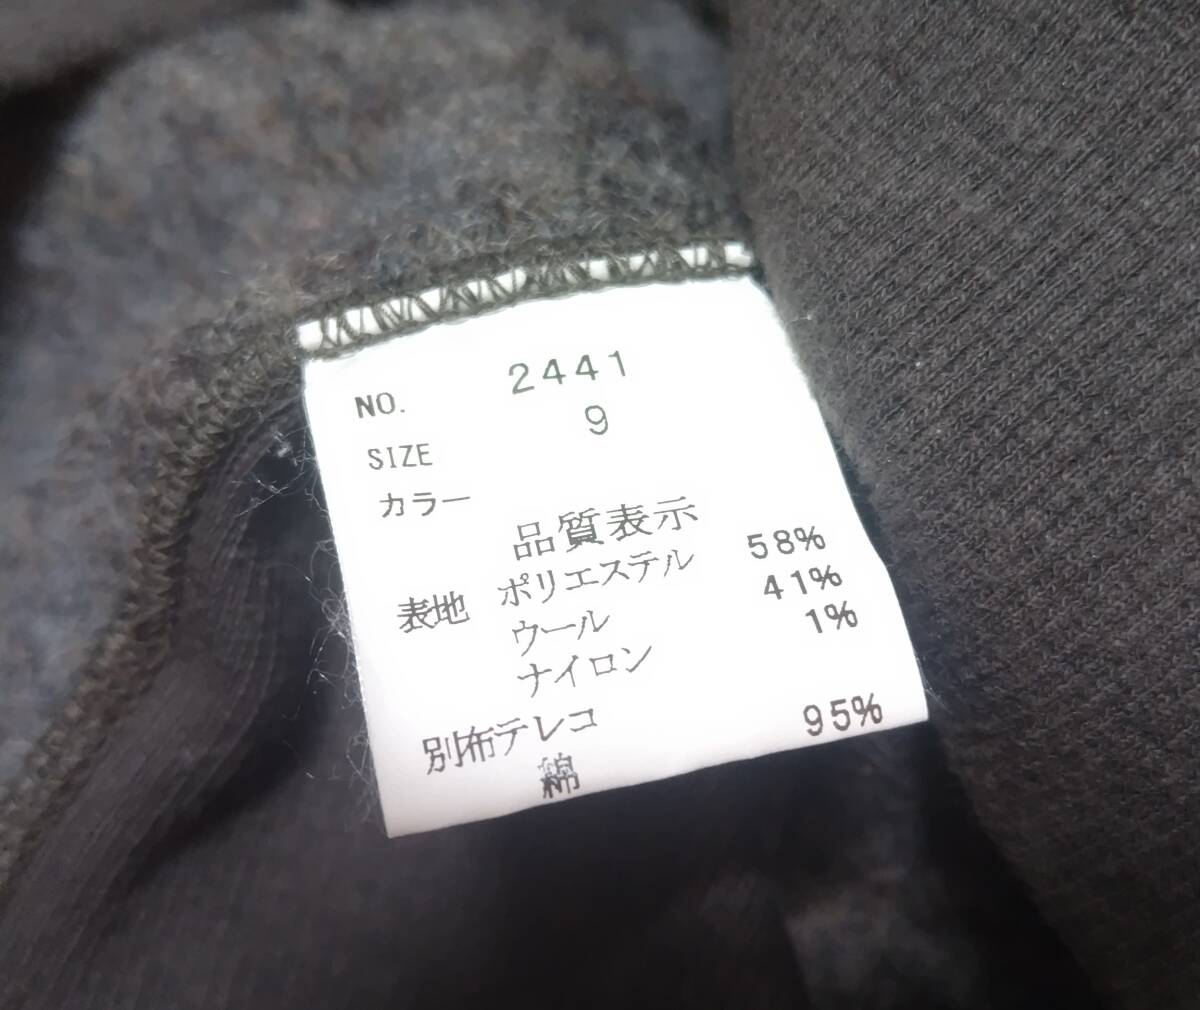 NO. 2441
SIZE 9
カラー
品質表示
表地 ポリエステル 58%
ウール 41%
ナイロン 1%
別布テレコ
綿 95%